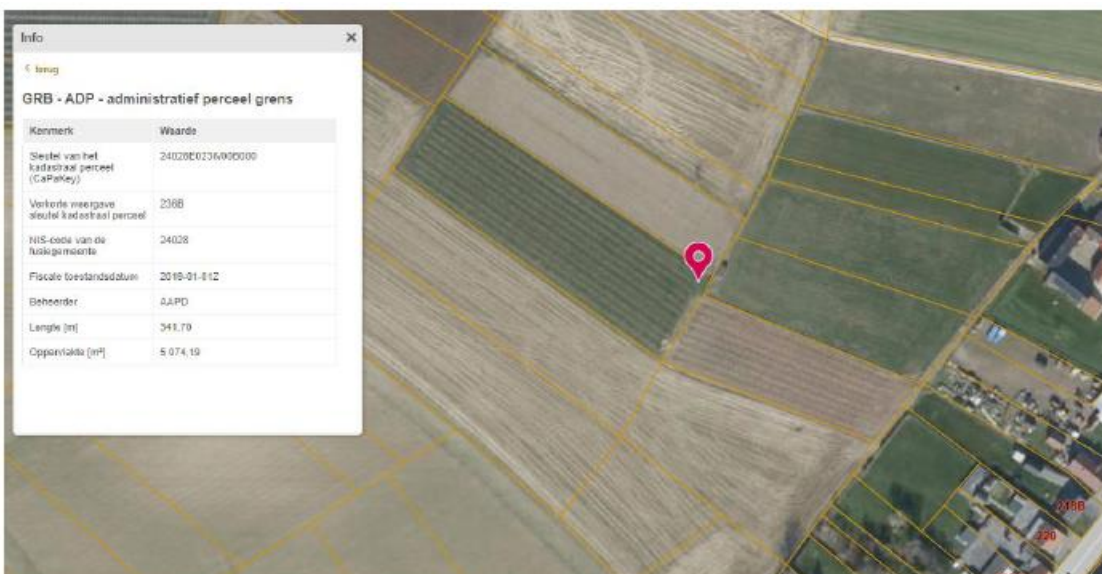 Info
terug
GRB - ADP - administratief perceel grens
Kenmerk Waarde
Sleutel van het
kadastraal perceel
(CaPaKey)
Verkorte weergave 236B
sleutel kadastraal perceel
NIS-code van de 24028
fusiegemeente
Fiscale toestandsdatum 2019-01-01Z
Beheerder AAPD
Lengte [m] 341,70
Oppervlakte [m²] 5 074,19
220